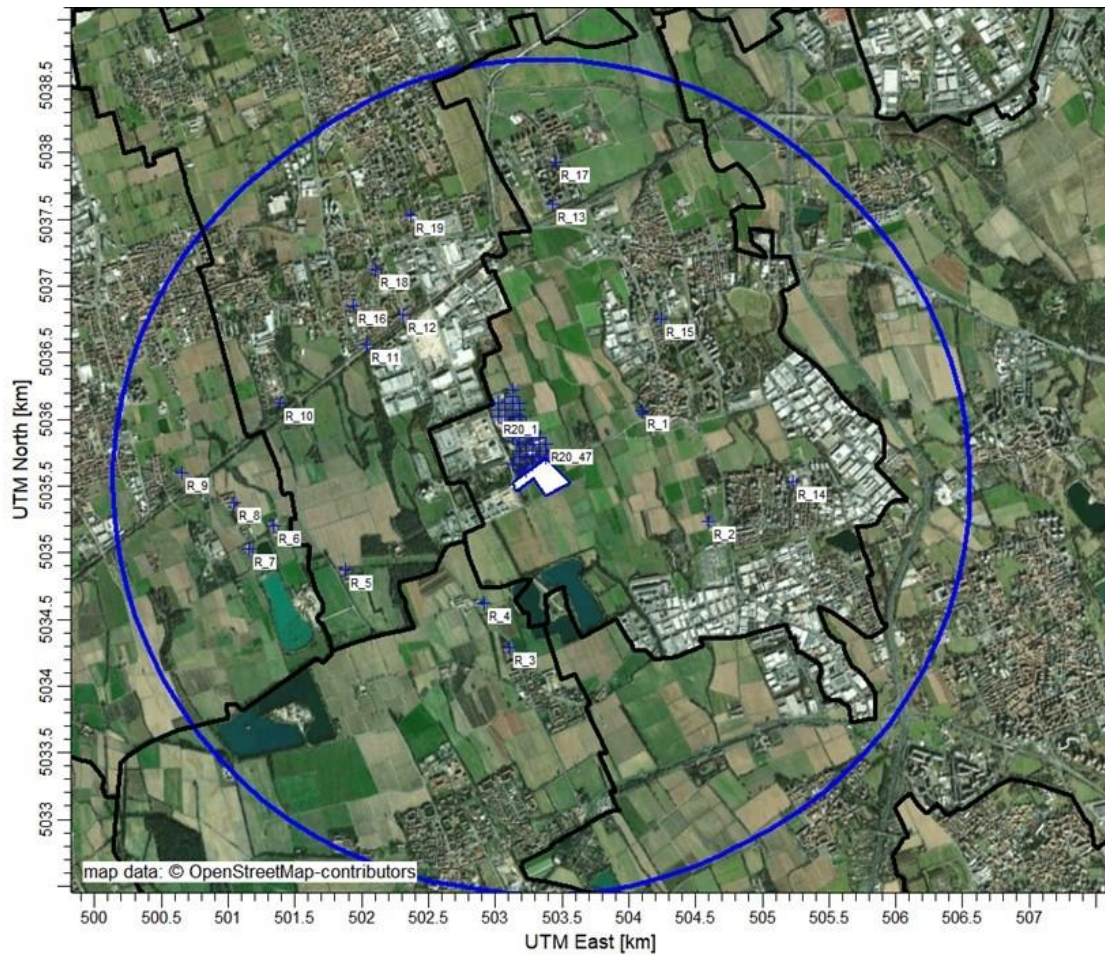 5038.5
5038
5037.5
5037
5036.5
5036
5035.5
5035
5034.5
5034
5033.5
5033
UTM North [km]
R_17
R_13
R_19
R_18
R_16
R_12
R_15
R_11
R_10
R_1
R20_1
R20_47
R_9
R_14
R_8
R_2
R_6
R_7
R_5
R_4
R_3
map data: © OpenStreetMap-contributors
500 500.5 501 501.5 502 502.5 503 503.5 504 504.5 505 505.5 506 506.5 507
UTM East [km]